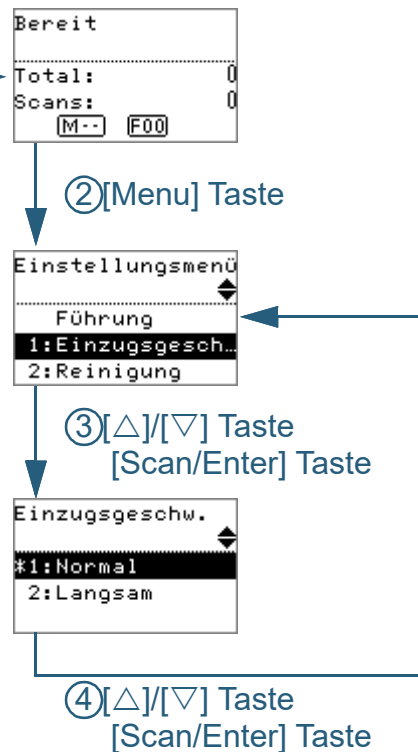 Bereit
Total: 0
Scans: 0
M-- F00
②[Menu] Taste
Einstellungsmenü
Führung
1:Einzugsgesch…
2:Reinigung
③[△]/[▽] Taste
[Scan/Enter] Taste
Einzugsgeschw.
*1:Normal
2:Langsam
④[△]/[▽] Taste
[Scan/Enter] Taste